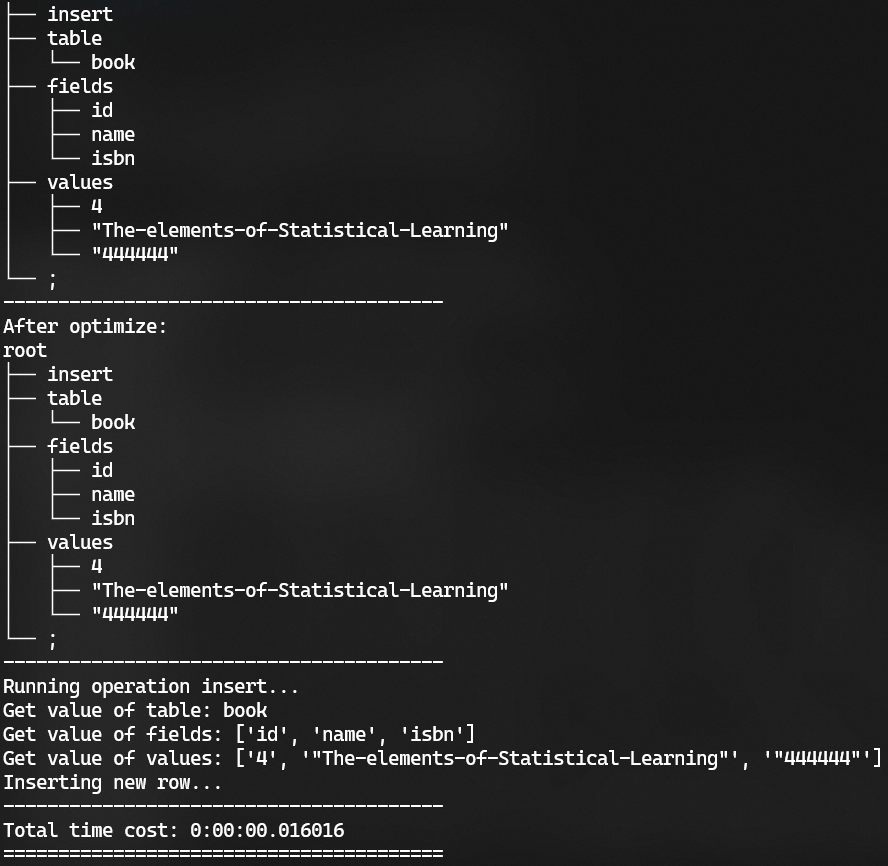 ├── insert
├── table
│   └── book
├── fields
│   ├── id
│   ├── name
│   └── isbn
├── values
│   ├── 4
│   ├── "The-elements-of-Statistical-Learning"
│   └── "444444"
└── ;
----------------------------------------
After optimize:
root
├── insert
├── table
│   └── book
├── fields
│   ├── id
│   ├── name
│   └── isbn
├── values
│   ├── 4
│   ├── "The-elements-of-Statistical-Learning"
│   └── "444444"
└── ;
----------------------------------------
Running operation insert...
Get value of table: book
Get value of fields: ['id', 'name', 'isbn']
Get value of values: ['4', '"The-elements-of-Statistical-Learning"', '"444444"']
Inserting new row...
----------------------------------------
Total time cost: 0:00:00.016016
========================================